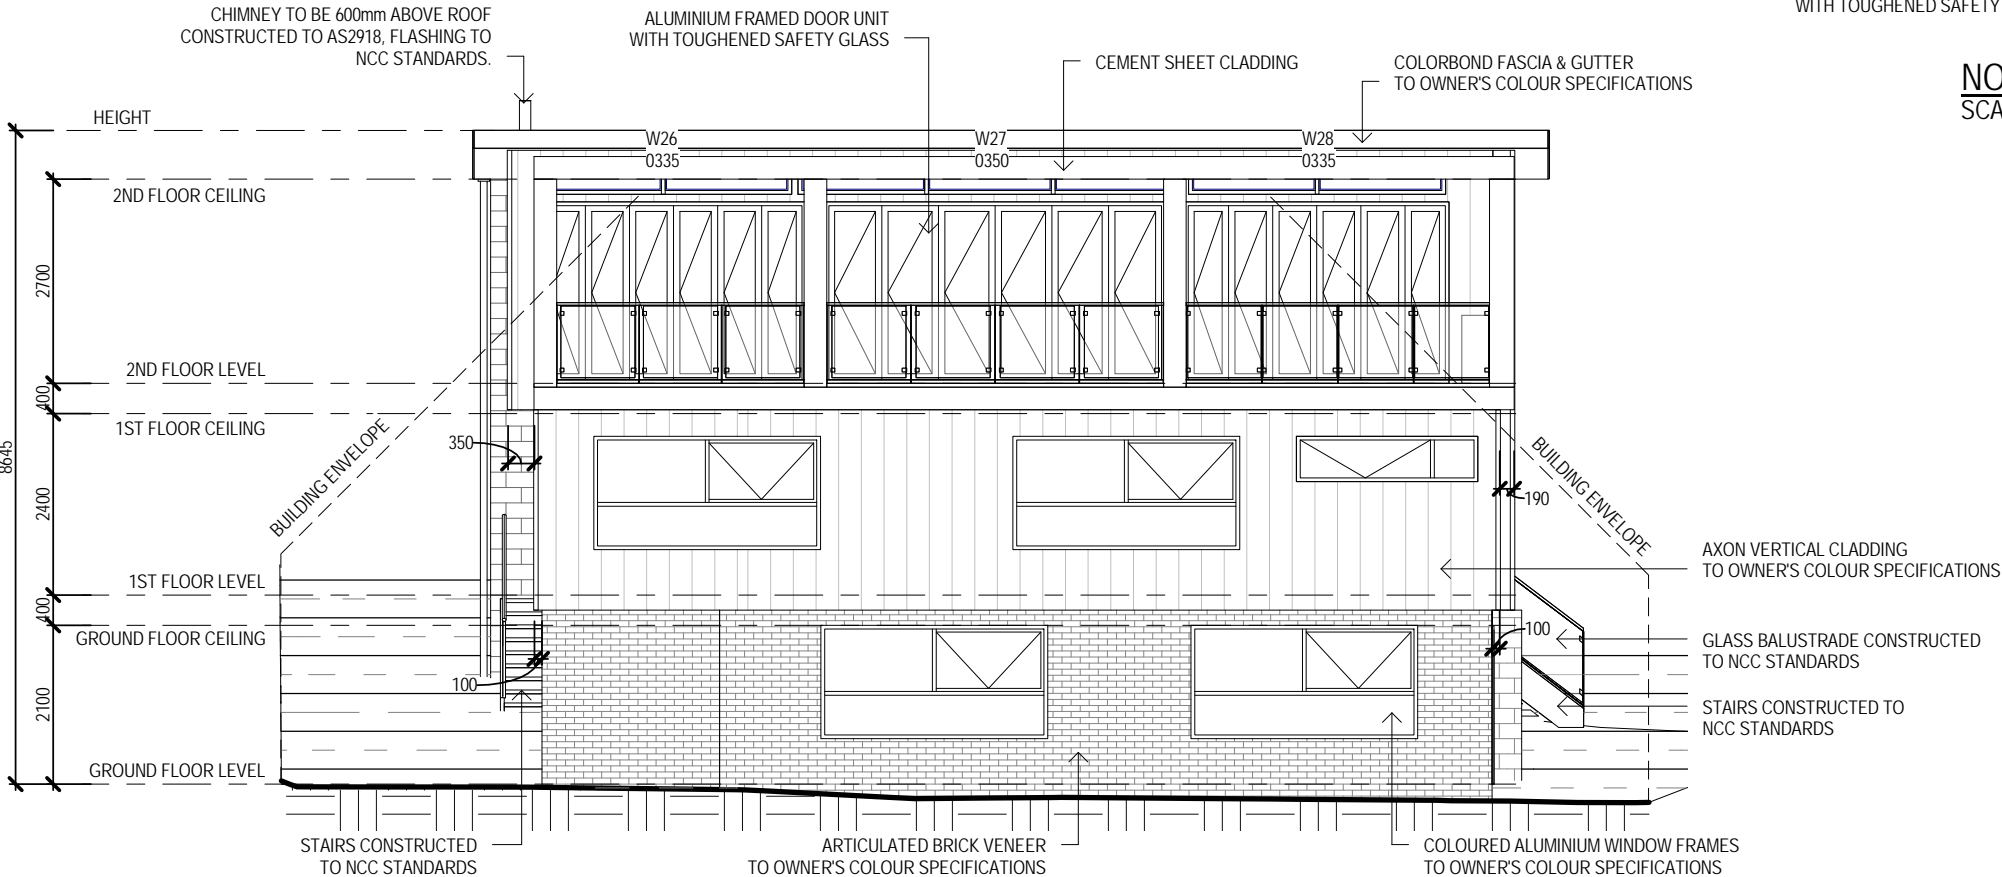 CHIMNEY TO BE 600mm ABOVE ROOF
CONSTRUCTED TO AS2918, FLASHING TO
NCC STANDARDS.
ALUMINIUM FRAMED DOOR UNIT
WITH TOUGHENED SAFETY GLASS
CEMENT SHEET CLADDING
COLORBOND FASCIA & GUTTER
TO OWNER'S COLOUR SPECIFICATIONS
WITH TOUGHENED SAFETY
NO
SCA
HEIGHT
W26
0335
W27
0350
W28
0335
2ND FLOOR CEILING
2700
2ND FLOOR LEVEL
400
1ST FLOOR CEILING
8645
350
BUILDING ENVELOPE
BUILDING ENVELOPE
2400
190
1ST FLOOR LEVEL
400
GROUND FLOOR CEILING
100
100
2100
GROUND FLOOR LEVEL
AXON VERTICAL CLADDING
TO OWNER'S COLOUR SPECIFICATIONS
GLASS BALUSTRADE CONSTRUCTED
TO NCC STANDARDS
STAIRS CONSTRUCTED TO
NCC STANDARDS
STAIRS CONSTRUCTED
TO NCC STANDARDS
ARTICULATED BRICK VENEER
TO OWNER'S COLOUR SPECIFICATIONS
COLOURED ALUMINIUM WINDOW FRAMES
TO OWNER'S COLOUR SPECIFICATIONS